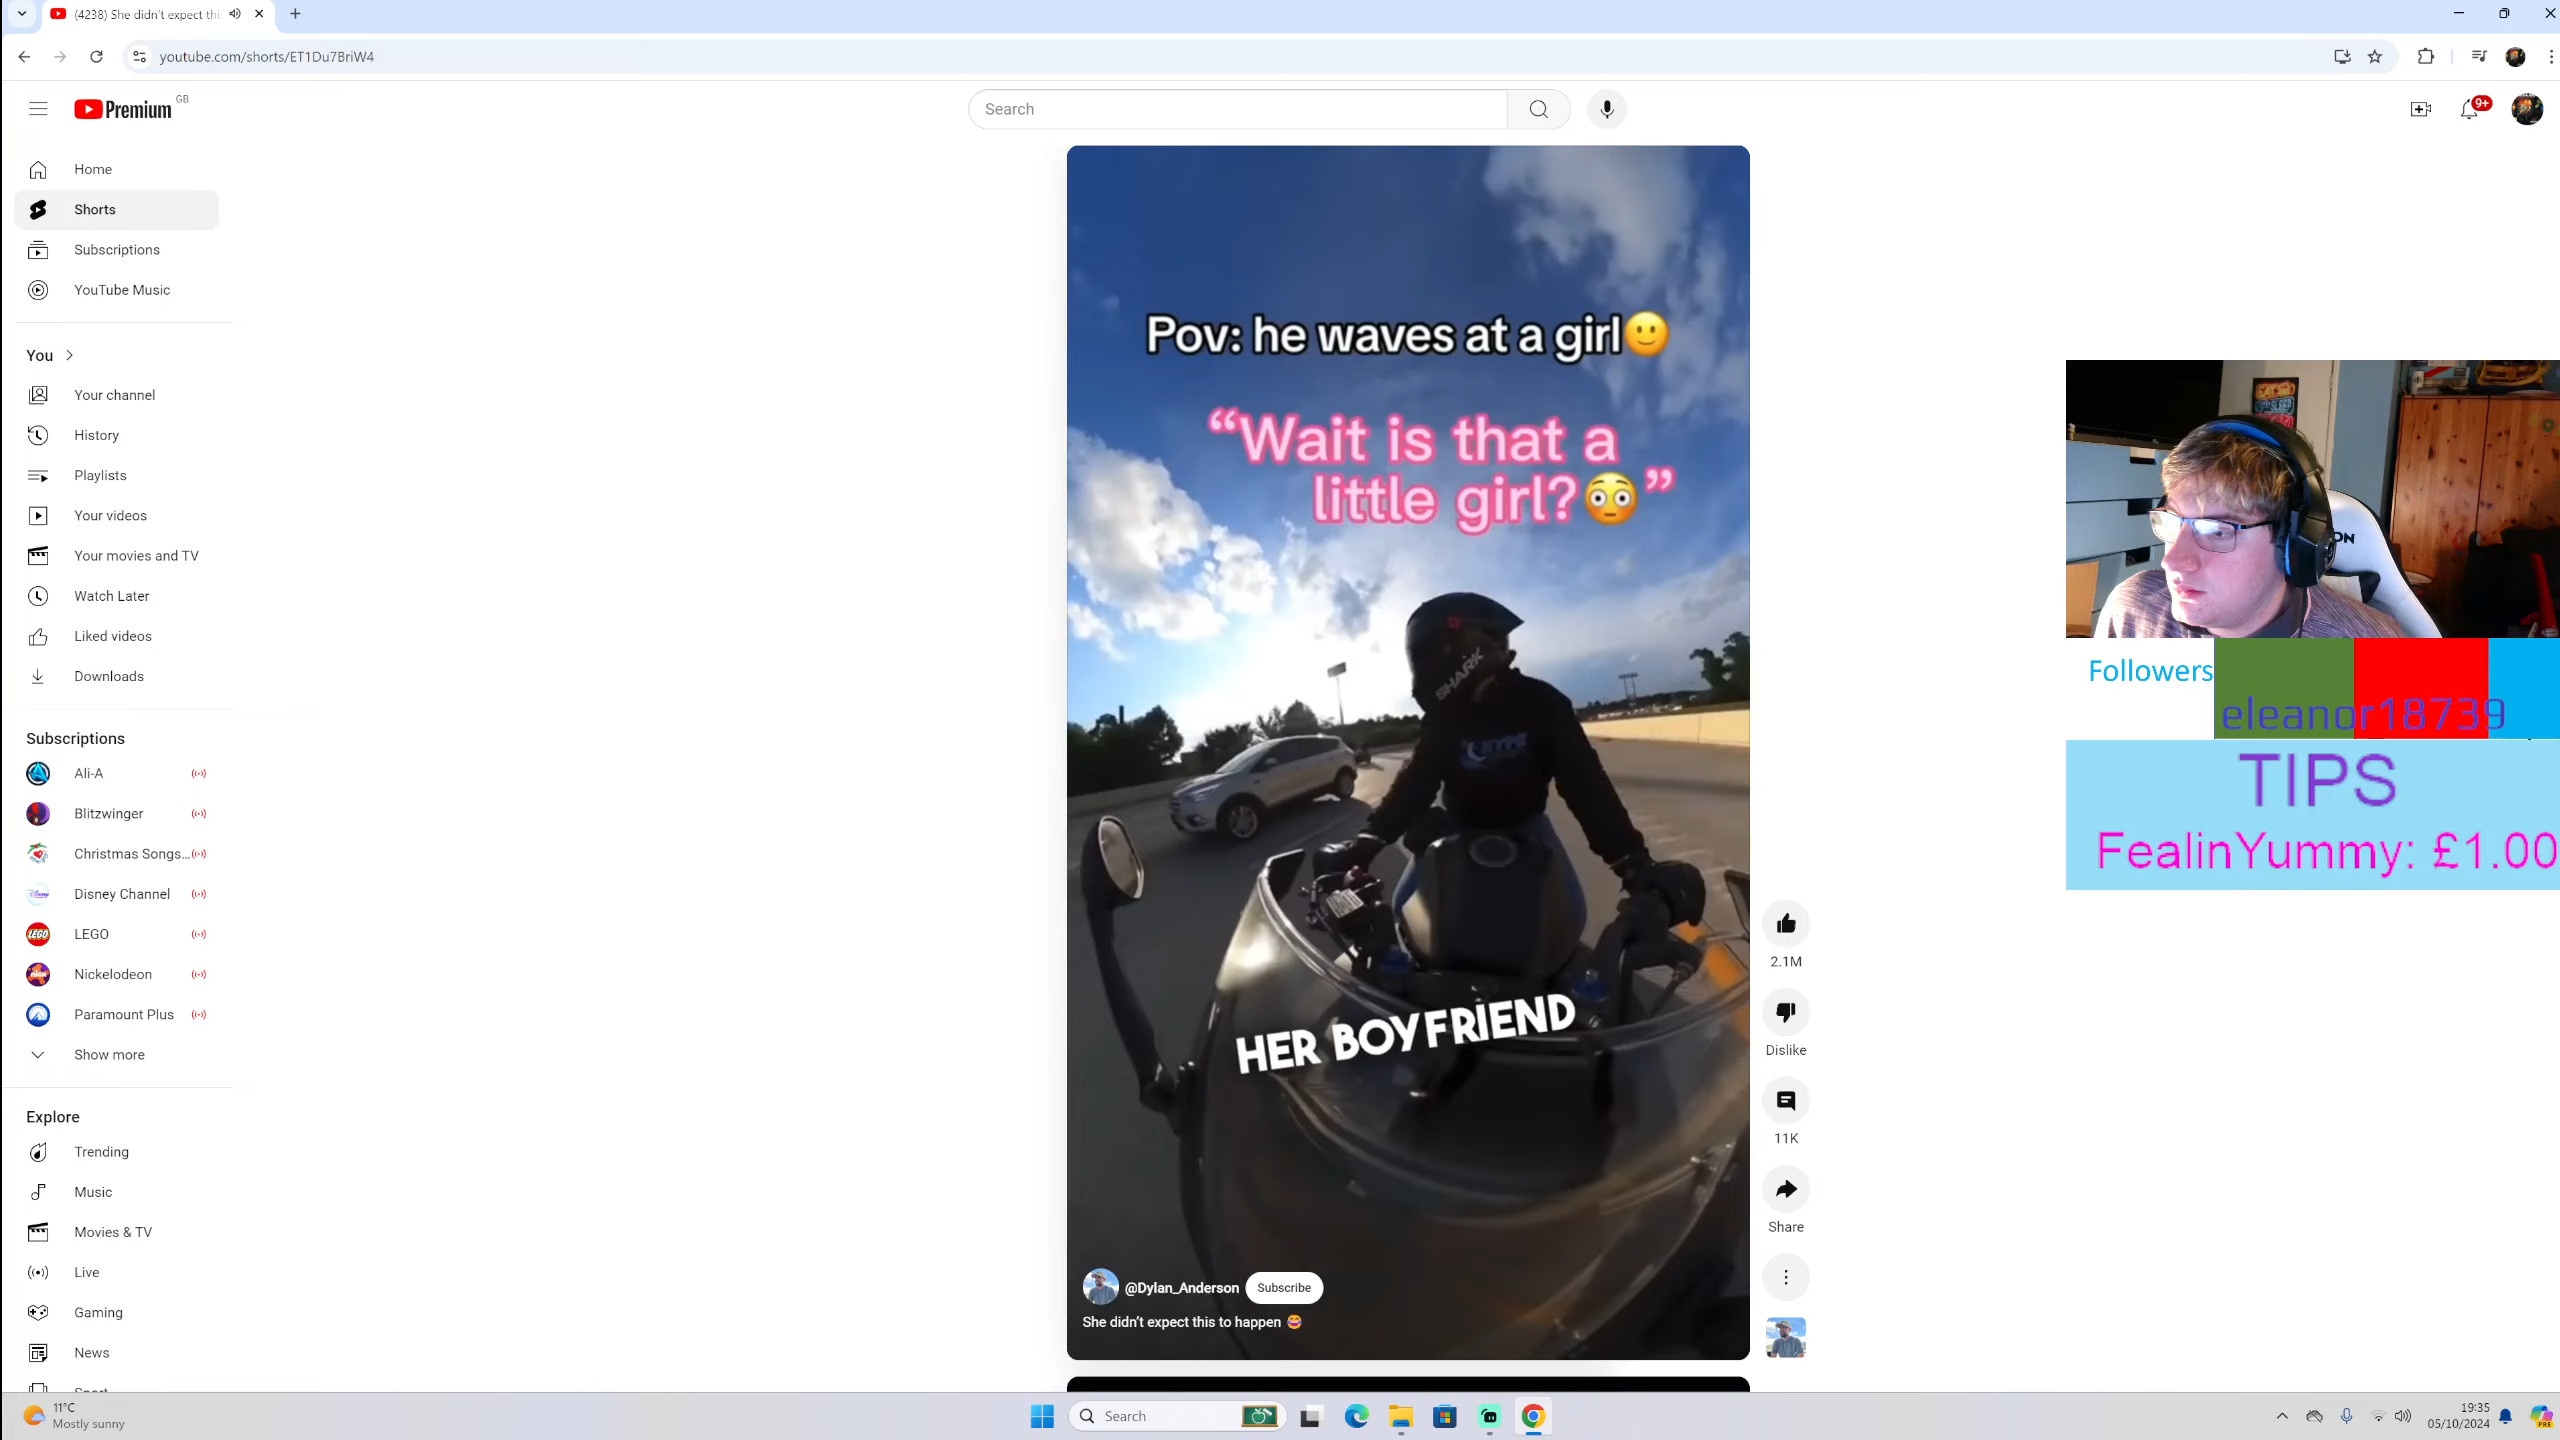 (4238) She didn't expect thi
youtube.com/shorts/ET1Du7BriW4
Premium GB
Search
9+
Home
Shorts
Subscriptions
YouTube Music
You
Your channel
History
Playlists
Your videos
Your movies and TV
Watch Later
Liked videos
Downloads
Subscriptions
Ali-A
Blitzwinger
Christmas Songs...
Disney Channel
LEGO
Nickelodeon
Paramount Plus
Show more
Explore
Trending
Music
Movies & TV
Live
Gaming
News
Sport
Pov: he waves at a girl🙂
“Wait is that a
little girl?😳”
SHARK
HYPE
HER BOYFRIEND
@Dylan_Anderson Subscribe
She didn't expect this to happen 😂
2.1M
Dislike
11K
Share
ON
Followers
eleanor18739
TIPS
FealinYummy: £1.00
11°C
Mostly sunny
Search
19:35
05/10/2024
PRE